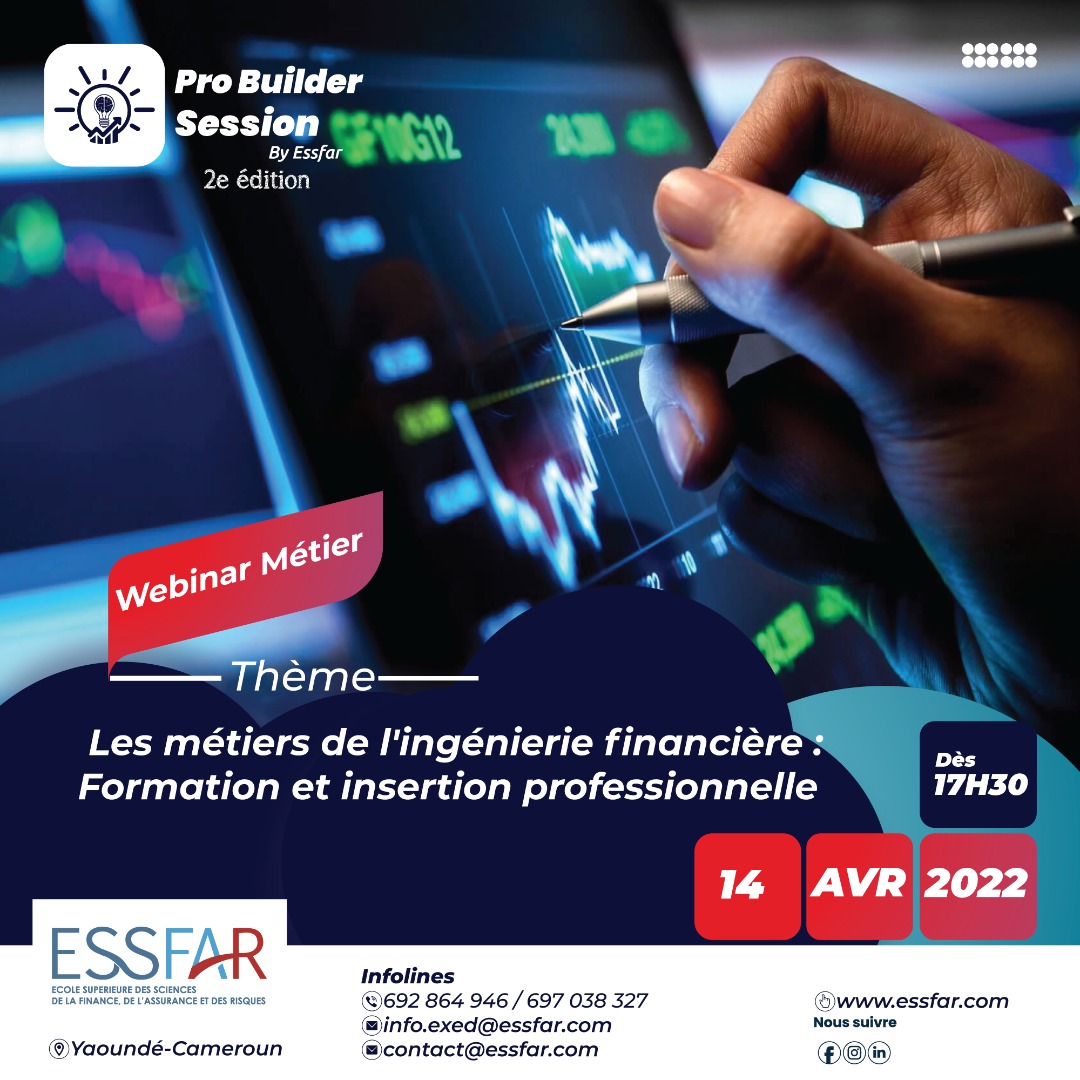 Pro Builder
Session
By Essfar
2e édition
Webinar Métier
Thème
Les métiers de l'ingénierie financière :
Formation et insertion professionnelle
Dès
17H30
14 AVR 2022
ESSFAR
ECOLE SUPERIEURE DES SCIENCES
DE LA FINANCE, DE L'ASSURANCE ET DES RISQUES
Yaoundé-Cameroun
Infolines
692 864 946 / 697 038 327
info.exed@essfar.com
contact@essfar.com
www.essfar.com
Nous suivre